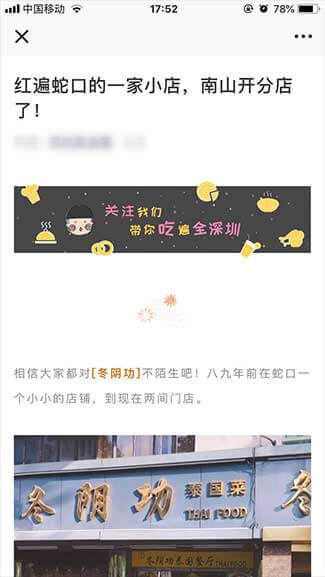 中国移动
17:52
78%
红遍蛇口的一家小店，南山开分店
了！
关注我们
带你吃遍全深圳
相信大家都对[冬阴功]不陌生吧！八九年前在蛇口一
个小小的店铺，到现在两间门店。
冬阴功 泰国菜
THAI FOOD
冬
冬阴功泰国餐厅 THAI FOOD